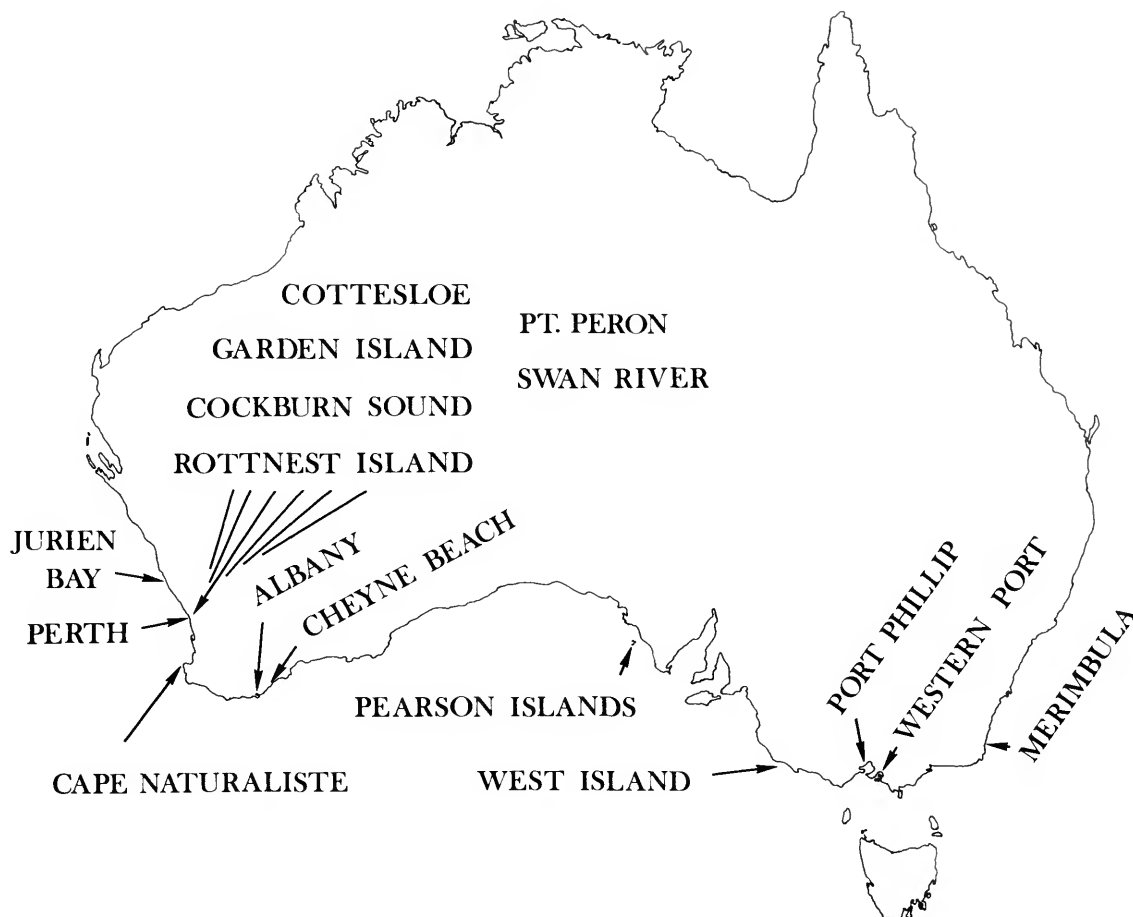 COTTESLOE
PT. PERON
GARDEN ISLAND
SWAN RIVER
COCKBURN SOUND
ROTTNEST ISLAND
JURIEN
BAY
PERTH
ALBANY
CHEYNE BEACH
PEARSON ISLANDS
PORT PHILLIP
WESTERN PORT
MERIMBULA
CAPE NATURALISTE
WEST ISLAND